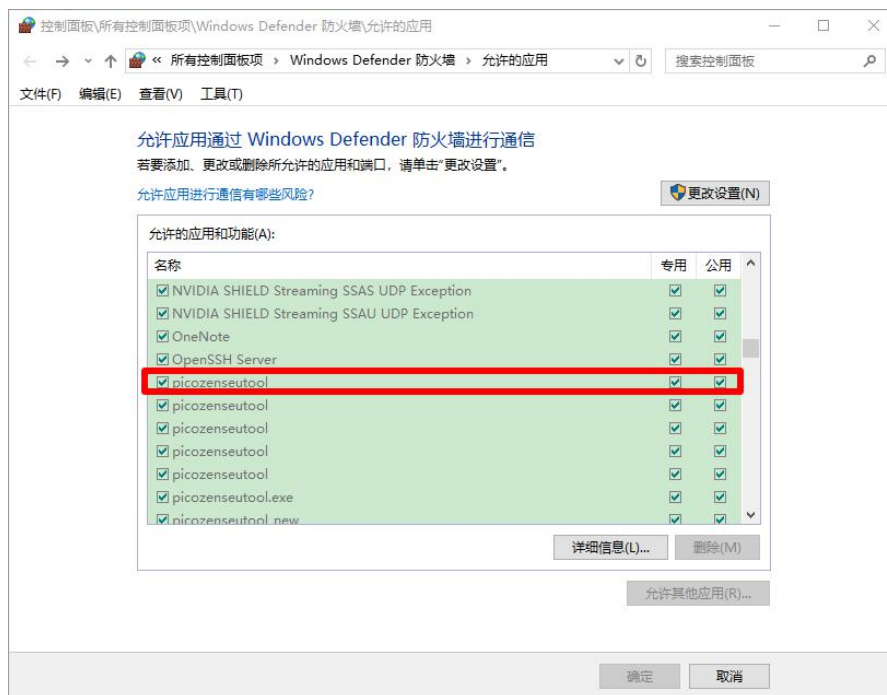 控制面板\所有控制面板项\Windows Defender 防火墙\允许的应用
« 所有控制面板项 › Windows Defender 防火墙 › 允许的应用
搜索控制面板
文件(F) 编辑(E) 查看(V) 工具(T)
允许应用通过 Windows Defender 防火墙进行通信
若要添加、更改或删除所允许的应用和端口，请单击"更改设置"。
允许应用进行通信有哪些风险?
更改设置(N)
允许的应用和功能(A):
名称 专用 公用
NVIDIA SHIELD Streaming SSAS UDP Exception
NVIDIA SHIELD Streaming SSAU UDP Exception
OneNote
OpenSSH Server
picozenseutool
picozenseutool
picozenseutool
picozenseutool
picozenseutool
picozenseutool.exe
picozenseutool_new
详细信息(L)... 删除(M)
允许其他应用(R)...
确定 取消